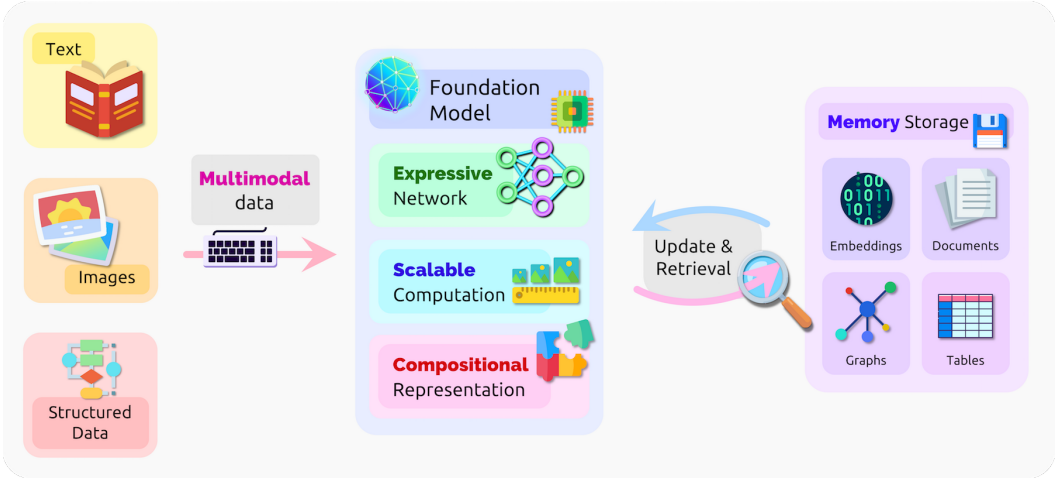 Text
Images
Structured
Data
Multimodal
data
Foundation
Model
Expressive
Network
Scalable
Computation
Compositional
Representation
Update &
Retrieval
Memory Storage
Embeddings
Documents
Graphs
Tables